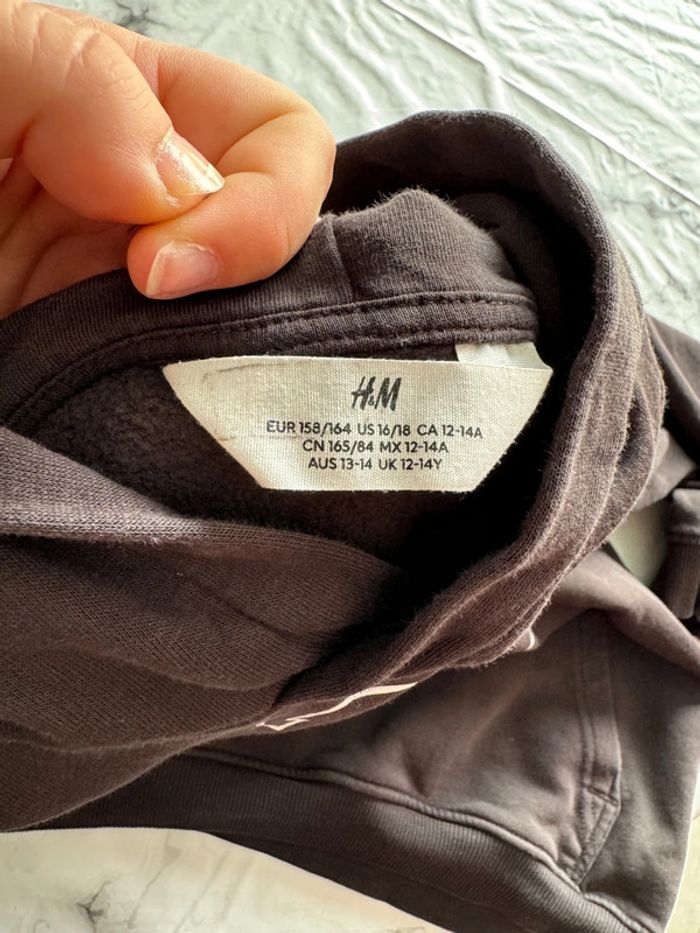 H&M
EUR 158/164 US 16/18 CA 12-14A
CN 165/84 MX 12-14A
AUS 13-14 UK 12-14Y